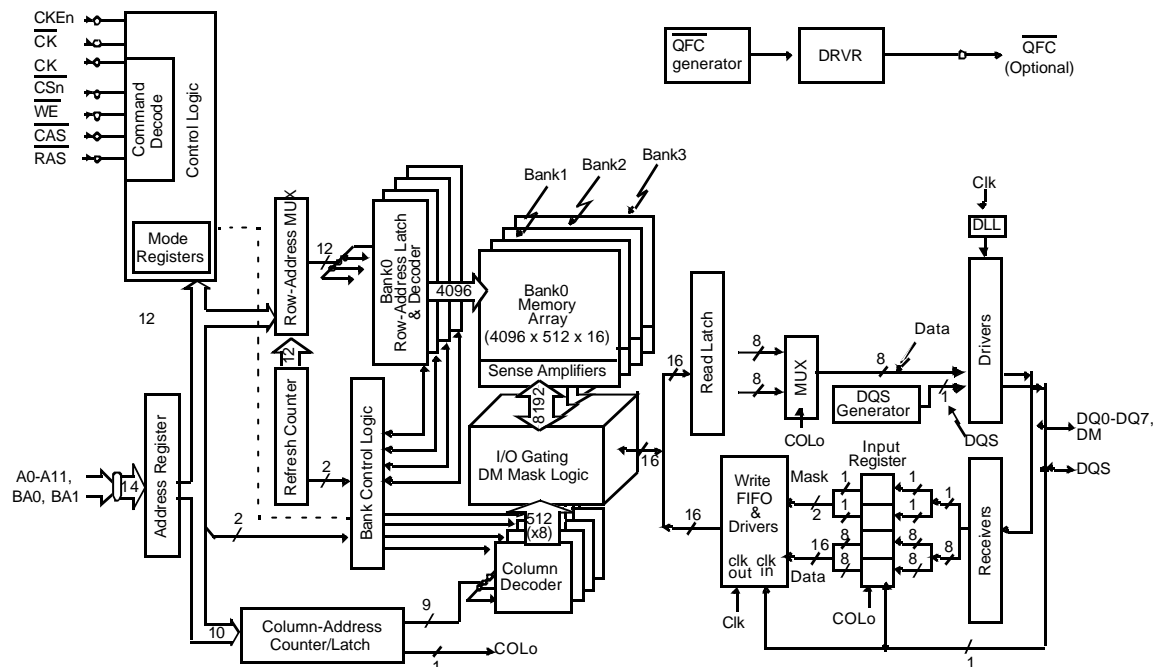 CKEn
CK
CK
CSn
WE
CAS
RAS
Command
Decode
Control Logic
Mode
Registers
QFC
generator
DRVR
QFC
(Optional)
Bank1
Bank2
Bank3
Row-Address MUX
12
Bank0
Row-Address Latch
& Decoder
4096
Bank0
Memory
Array
(4096 x 512 x 16)
Sense Amplifiers
8192
I/O Gating
DM Mask Logic
12
12
Refresh Counter
2
Bank Control Logic
A0-A11,
BA0, BA1
14
Address Register
2
512
(x8)
Column
Decoder
10
Column-Address
Counter/Latch
9
1
COLo
16
16
Read Latch
8
8
MUX
COLo
8
Data
DQS
Generator
1
DQS
Clk
DLL
Drivers
DQ0-DQ7,
DM
DQS
16
Write
FIFO
&
Drivers
clk clk
out in
Clk
Mask
2
16
Data
Input
Register
1
1
8
8
1
1
8
8
1
8
COLo
Receivers
1